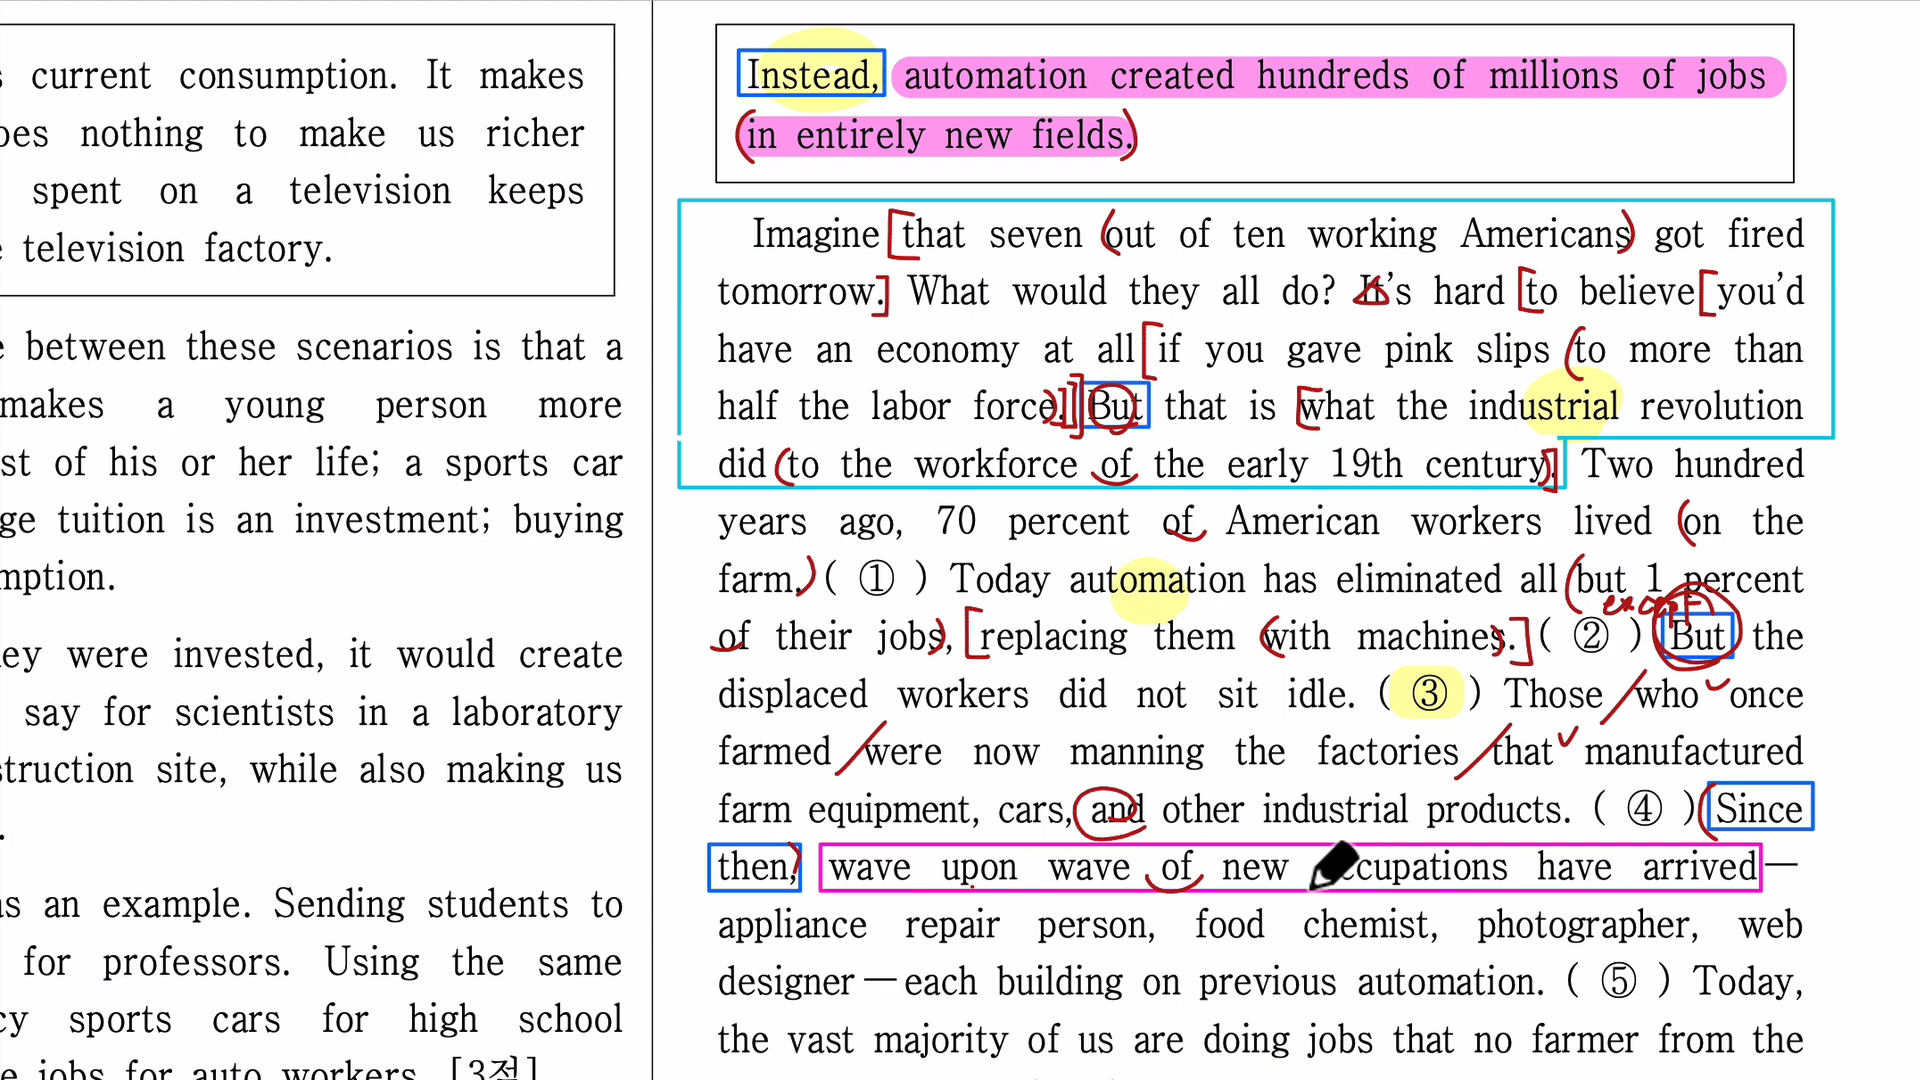 current consumption. It makes
nothing to make us richer
spent on a television keeps
television factory.
between these scenarios is that a
makes a young person more
of his or her life; a sports car
tuition is an investment; buying
they were invested, it would create
say for scientists in a laboratory
site, while also making us
as an example. Sending students to
for professors. Using the same
sports cars for high school
jobs for auto workers. [3점]
Instead, automation created hundreds of millions of jobs
in entirely new fields.
Imagine that seven out of ten working Americans got fired
tomorrow. What would they all do? It's hard to believe you'd
have an economy at all if you gave pink slips to more than
half the labor force. But that is what the industrial revolution
did to the workforce of the early 19th century. Two hundred
years ago, 70 percent of American workers lived on the
farm. ( ① ) Today automation has eliminated all but 1 percent
except
of their jobs, replacing them with machines. ( ② ) But the
displaced workers did not sit idle. ( ③ ) Those who once
farmed were now manning the factories that manufactured
farm equipment, cars, and other industrial products. ( ④ ) Since
then, wave upon wave of new occupations have arrived—
appliance repair person, food chemist, photographer, web
designer—each building on previous automation. ( ⑤ ) Today,
the vast majority of us are doing jobs that no farmer from the